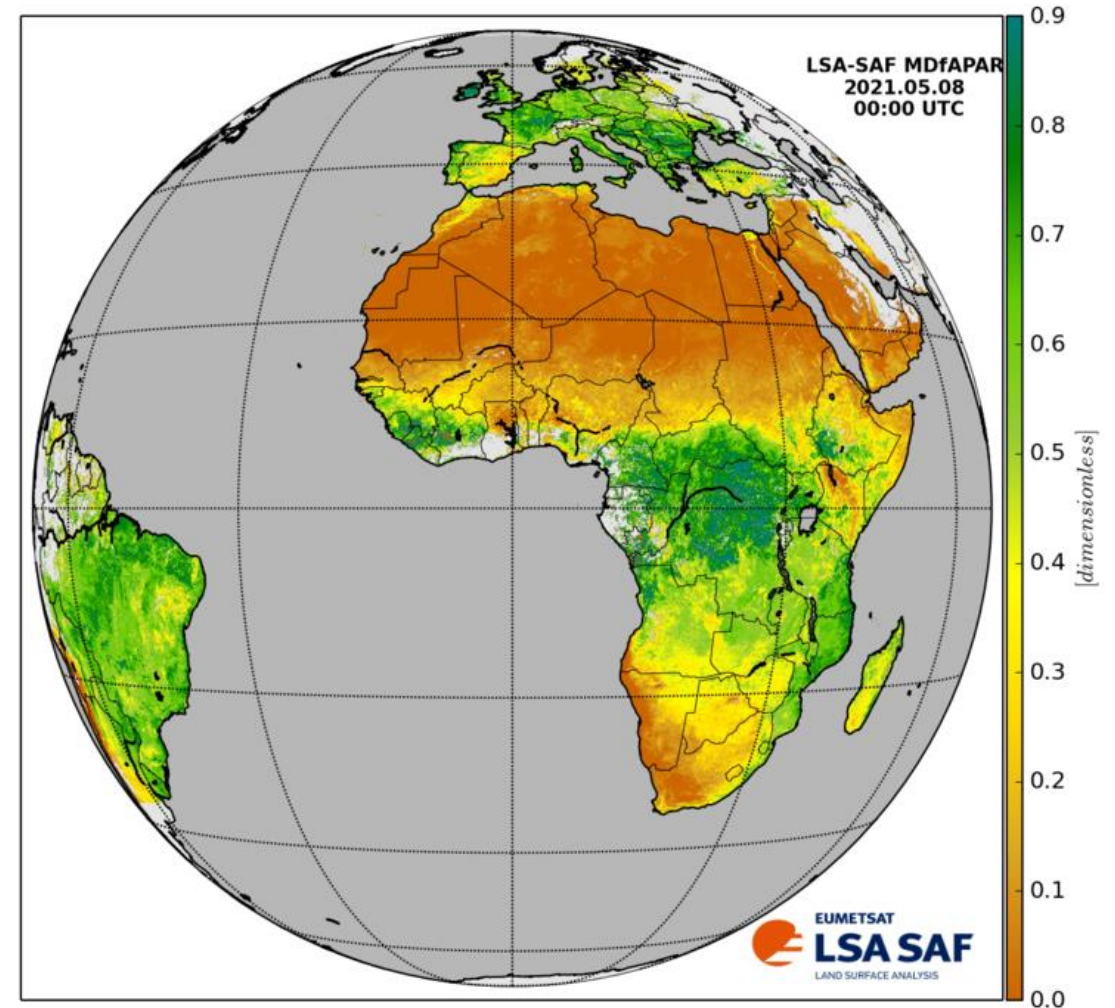 LSA-SAF MDfAPAR
2021.05.08
00:00 UTC
0.9
0.8
0.7
0.6
0.5
0.4
0.3
0.2
0.1
0.0
[dimensionless]
EUMETSAT
LSA SAF
LAND SURFACE ANALYSIS